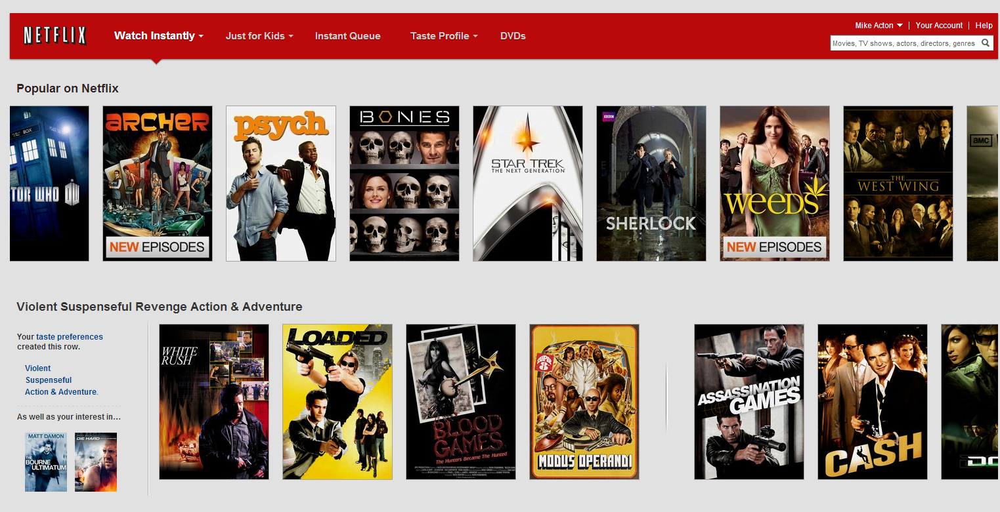 NETFLIX
Watch Instantly
Just for Kids
Instant Queue
Taste Profile
DVDs
Mike Acton
Your Account
Help
Movies, TV shows, actors, directors, genres
Popular on Netflix
BOX
TOR WHO
ARCHER
NEW EPISODES
psych
BONES
STAR TREK
THE NEXT GENERATION
BBC
SHERLOCK
WEEDS
NEW EPISODES
THE
WEST WING
amc
Violent Suspenseful Revenge Action & Adventure
Your taste preferences
created this row.
Violent
Suspenseful
Action & Adventure.
As well as your interest in…
MATT DAMON
THE
BOURNE
ULTIMATUM
DIE HARD
WHITE
RUSH
LOADED
BLOOD
GAMES
The Hunters Became The Hunted
SUPER
8
MODUS OPERANDI
ASSASSINATION
GAMES
CASH